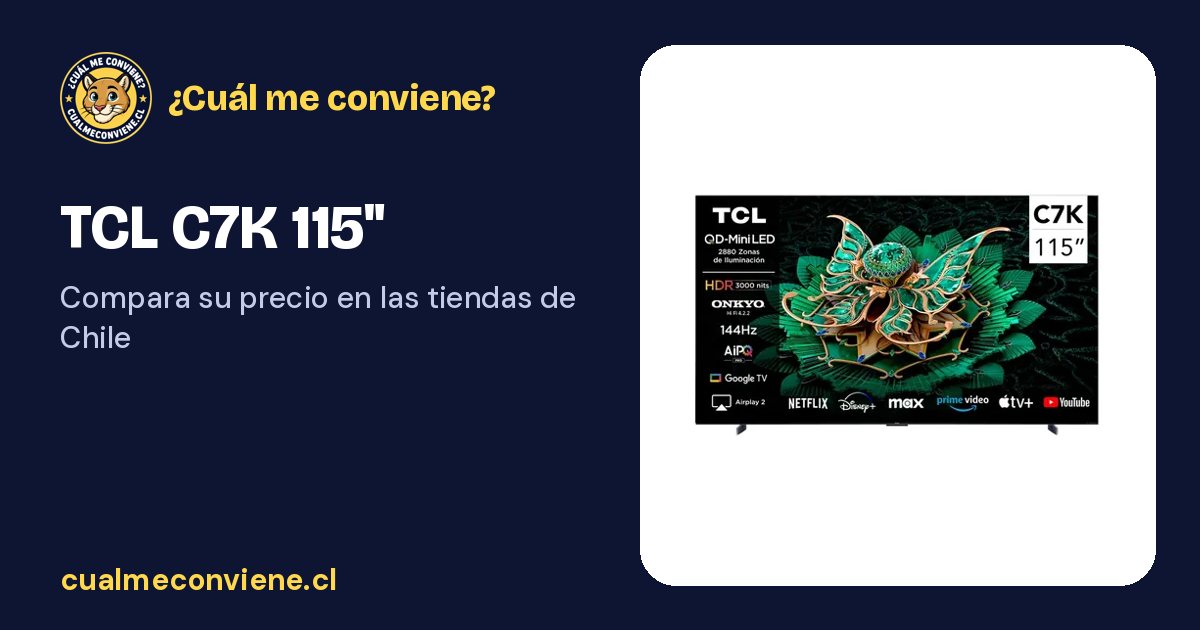 ¿CUÁL ME CONVIENE?
CUALMECONVIENE.CL
¿Cuál me conviene?
TCL C7K 115"
Compara su precio en las tiendas de
Chile
cualmeconviene.cl
TCL
QD-MiniLED
2880 Zonas
de Iluminación
HDR 3000 nits
ONKYO
Hi Fi 4.2.2
144Hz
AiPQ
PRO
Google TV
Airplay 2
NETFLIX
Disney+
max
prime video
tv+
YouTube
C7K
115”